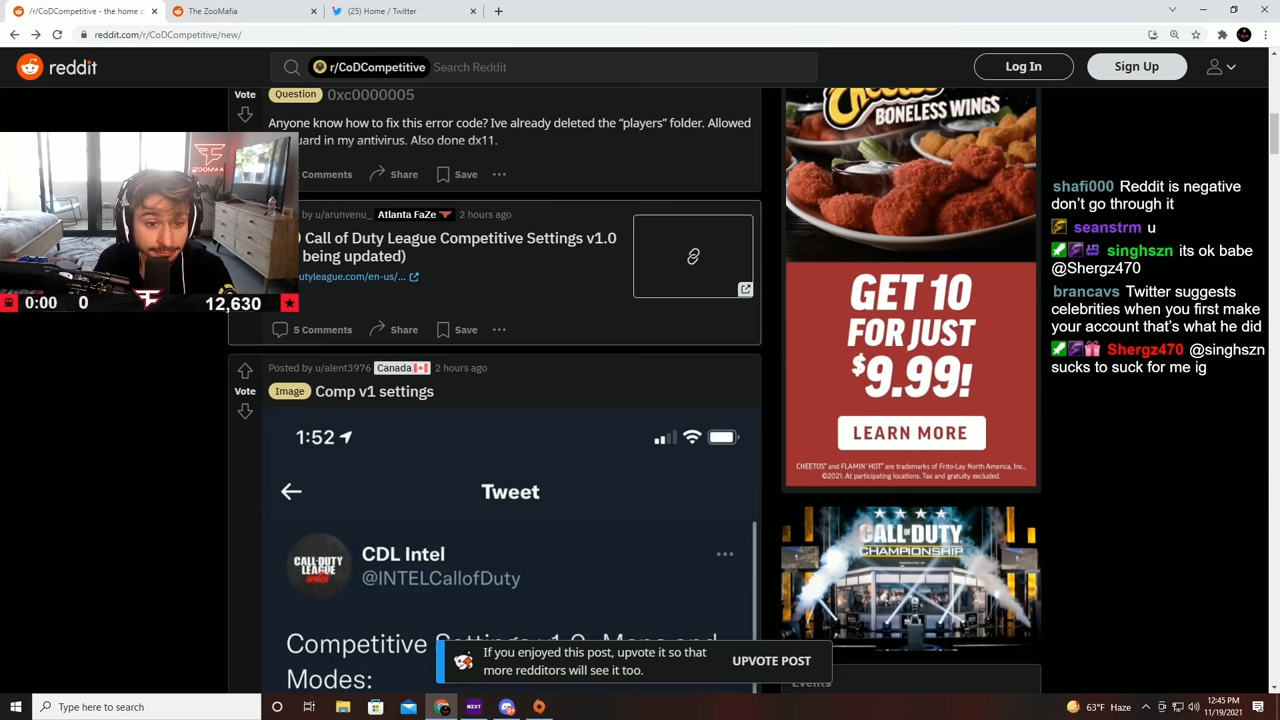 /r/CoDCompetitive - the home o
The ZooMafia
(25) Home / Twitter
reddit.com/r/CoDCompetitive/new/
reddit
r/CoDCompetitive
Search Reddit
Log In
Sign Up
Vote
Question
0xc0000005
Anyone know how to fix this error code? Ive already deleted the “players” folder. Allowed
uard in my antivirus. Also done dx11.
Comments
Share
Save
by u/arunvenu_
Atlanta FaZe
2 hours ago
Call of Duty League Competitive Settings v1.0
being updated)
utyleague.com/en-us/...
5 Comments
Share
Save
ZOOMAA
0:00
0
12,630
Vote
Posted by u/alent3976
Canada
2 hours ago
Image
Comp v1 settings
1:52
Tweet
CALL·DUTY
LEAGUE
CDL Intel
@INTELCallofDuty
Modes:
If you enjoyed this post, upvote it so that
more redditors will see it too.
UPVOTE POST
BONELESS WINGS
GET 10
FOR JUST
$9.99!
LEARN MORE
CHEETOS® and FLAMIN' HOT® are trademarks of Frito-Lay North America, Inc.,
©2021. At participating locations. Tax and gratuity excluded.
CALL OF DUTY
CHAMPIONSHIP
Events
shafi000 Reddit is negative
don’t go through it
seanstrm u
singhszn its ok babe
@Shergz470
brancavs Twitter suggests
celebrities when you first make
your account that’s what he did
Shergz470 @singhszn
sucks to suck for me ig
Type here to search
NZXT
63°F Haze
12:45 PM
11/19/2021